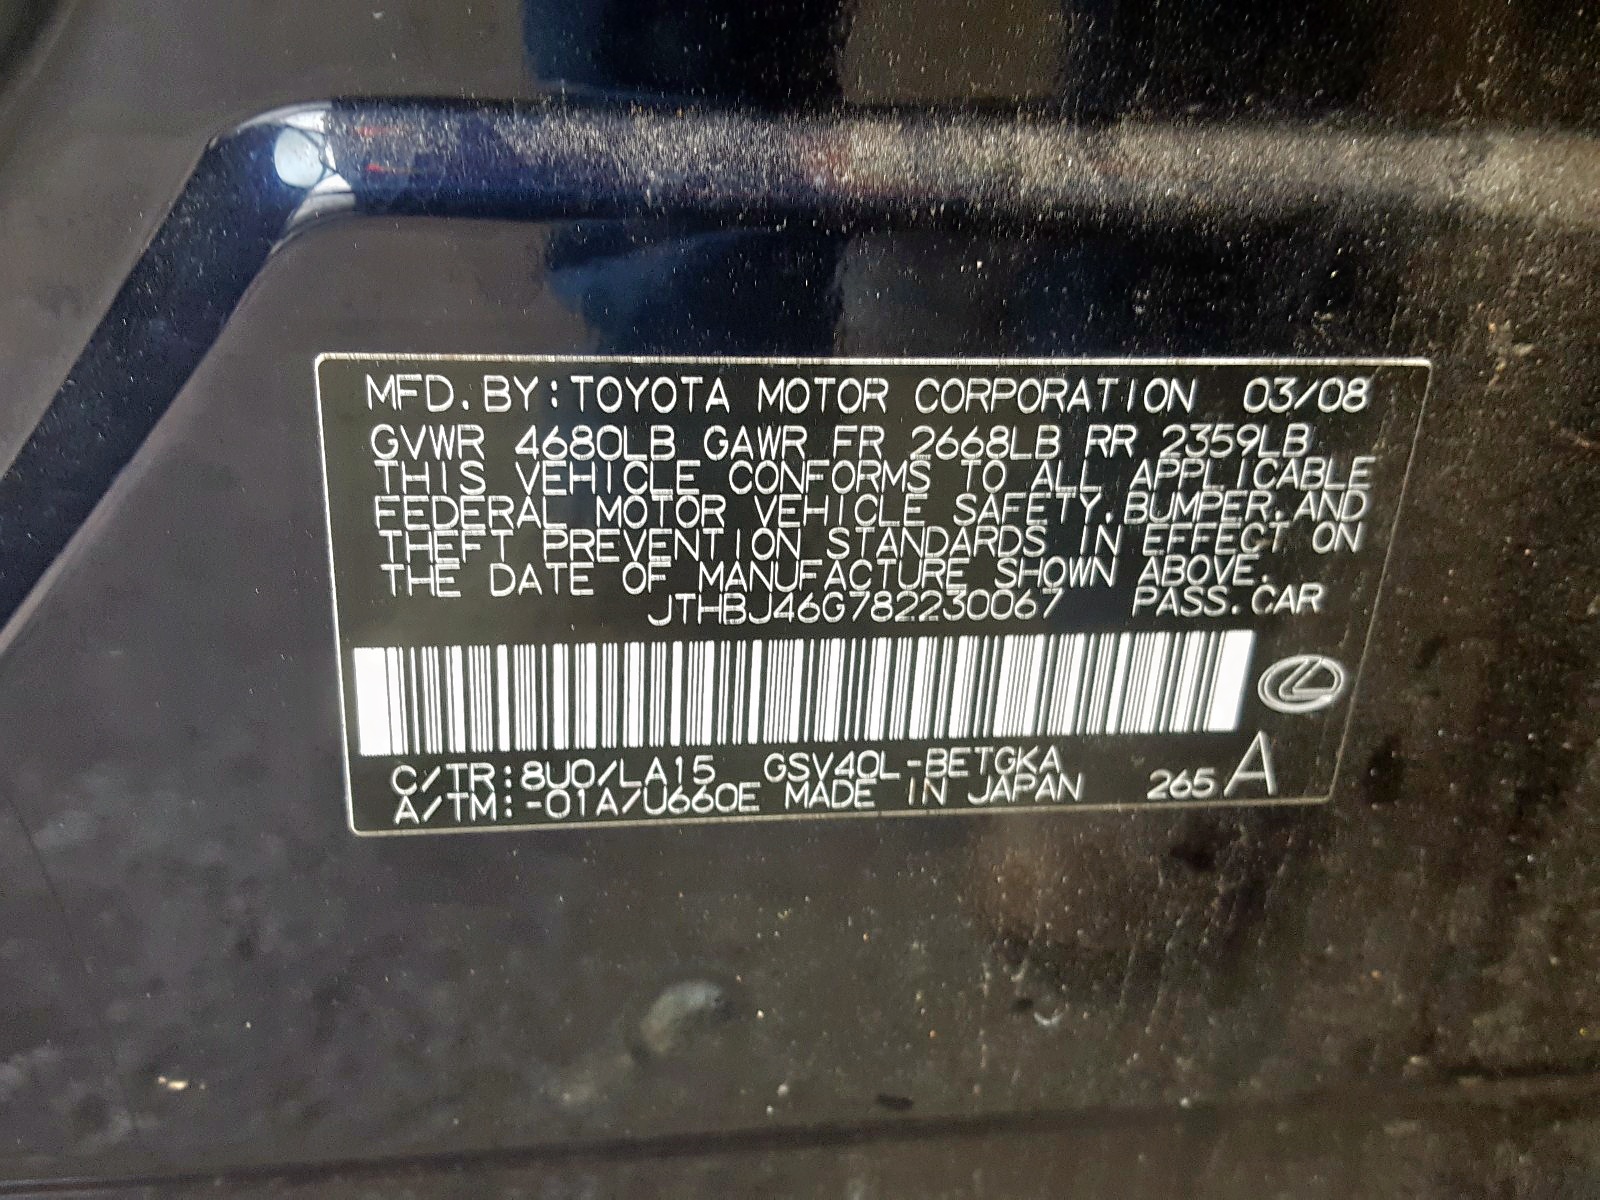 MFD. BY: TOYOTA MOTOR CORPORATION 03/08
GVWR 4680LB GAWR FR 2668LB RR 2359LB
THIS VEHICLE CONFORMS TO ALL APPLICABLE
FEDERAL MOTOR VEHICLE SAFETY, BUMPER, AND
THEFT PREVENTION STANDARDS IN EFFECT ON
THE DATE OF MANUFACTURE SHOWN ABOVE.
JTHBJ46G782230067 PASS. CAR
C/TR: 8U0/LA15 GSV40L-BETGKA
A/TM: -01A/U660E MADE IN JAPAN 265 A